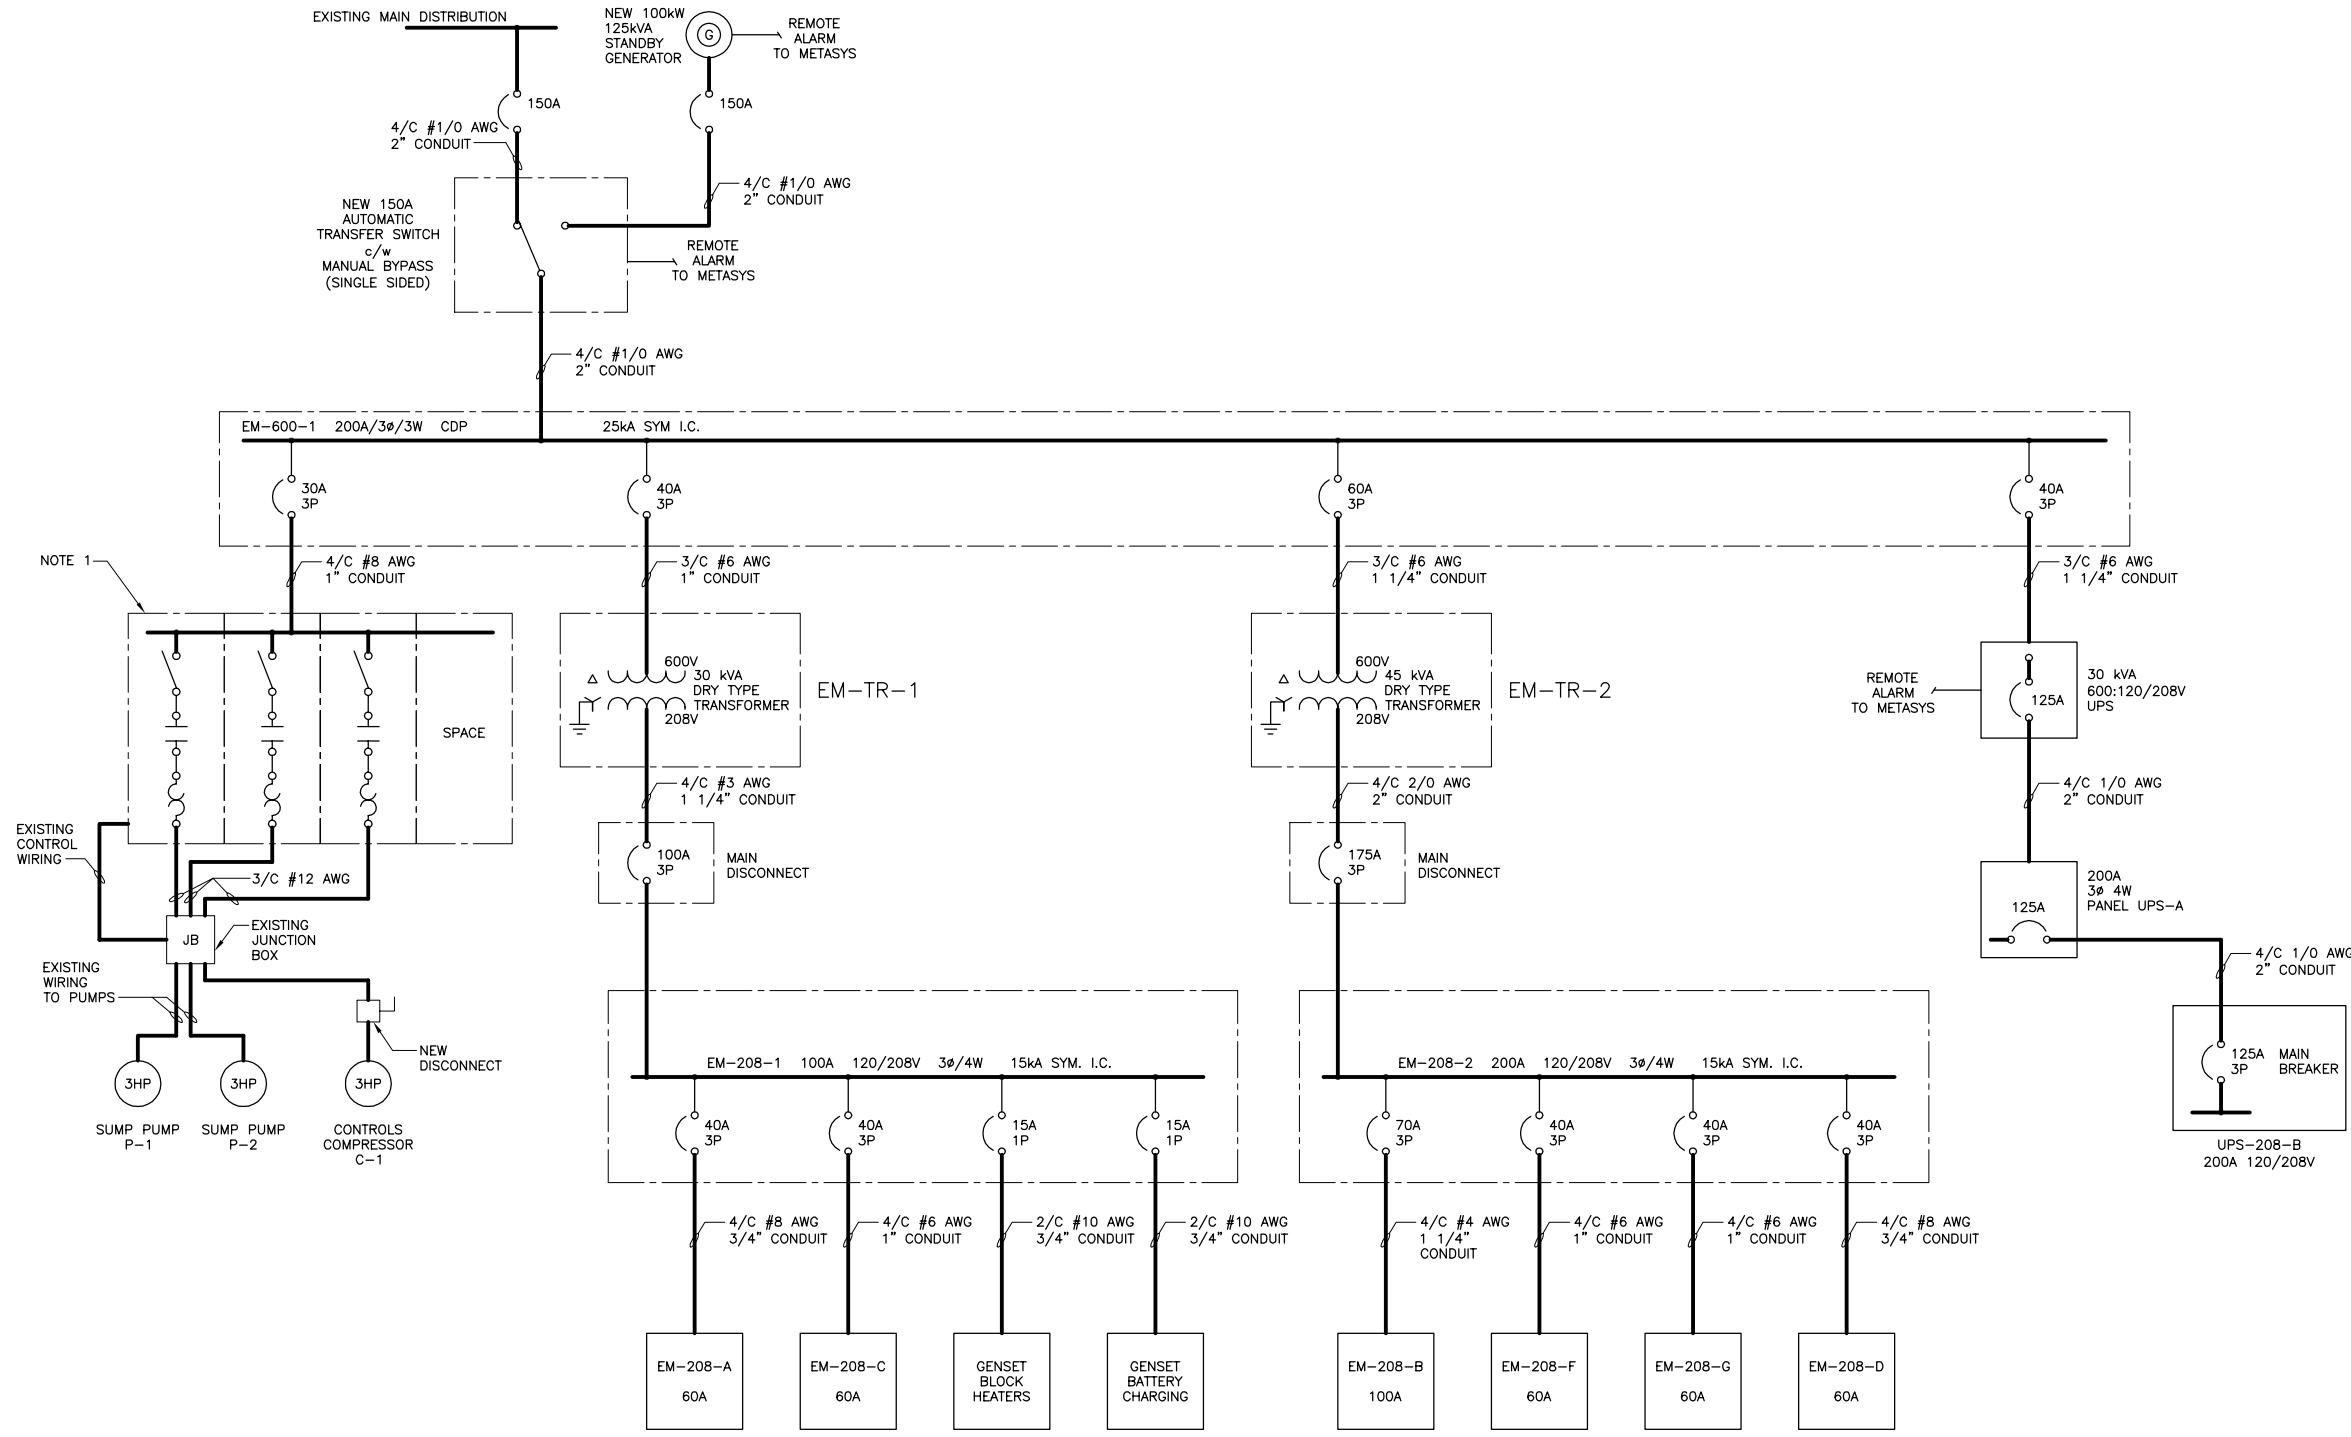 EXISTING MAIN DISTRIBUTION
NEW 100kW
125kVA
STANDBY
GENERATOR
G
REMOTE
ALARM
TO METASYS
150A
150A
4/C #1/0 AWG
2” CONDUIT
4/C #1/0 AWG
2” CONDUIT
NEW 150A
AUTOMATIC
TRANSFER SWITCH
c/w
MANUAL BYPASS
(SINGLE SIDED)
REMOTE
ALARM
TO METASYS
4/C #1/0 AWG
2” CONDUIT
EM-600-1 200A/3ø/3W CDP 25kA SYM I.C.
30A
3P
40A
3P
60A
3P
40A
3P
NOTE 1
4/C #8 AWG
1” CONDUIT
3/C #6 AWG
1” CONDUIT
3/C #6 AWG
1 1/4” CONDUIT
3/C #6 AWG
1 1/4” CONDUIT
SPACE
600V
30 kVA
DRY TYPE
TRANSFORMER
208V
EM-TR-1
600V
45 kVA
DRY TYPE
TRANSFORMER
208V
EM-TR-2
REMOTE
ALARM
TO METASYS
125A
30 kVA
600:120/208V
UPS
4/C #3 AWG
1 1/4” CONDUIT
4/C 2/0 AWG
2” CONDUIT
4/C 1/0 AWG
2” CONDUIT
EXISTING
CONTROL
WIRING
3/C #12 AWG
100A
3P
MAIN
DISCONNECT
175A
3P
MAIN
DISCONNECT
125A
200A
3ø 4W
PANEL UPS-A
JB
EXISTING
JUNCTION
BOX
EXISTING
WIRING
TO PUMPS
4/C 1/0 AWG
2” CONDUIT
NEW
DISCONNECT
3HP
3HP
3HP
SUMP PUMP
P-1
SUMP PUMP
P-2
CONTROLS
COMPRESSOR
C-1
EM-208-1 100A 120/208V 3ø/4W 15kA SYM. I.C.
EM-208-2 200A 120/208V 3ø/4W 15kA SYM. I.C.
125A
3P
MAIN
BREAKER
UPS-208-B
200A 120/208V
40A
3P
40A
3P
15A
1P
15A
1P
70A
3P
40A
3P
40A
3P
40A
3P
4/C #8 AWG
3/4” CONDUIT
4/C #6 AWG
1” CONDUIT
2/C #10 AWG
3/4” CONDUIT
2/C #10 AWG
3/4” CONDUIT
4/C #4 AWG
1 1/4”
CONDUIT
4/C #6 AWG
1” CONDUIT
4/C #6 AWG
1” CONDUIT
4/C #8 AWG
3/4” CONDUIT
EM-208-A
60A
EM-208-C
60A
GENSET
BLOCK
HEATERS
GENSET
BATTERY
CHARGING
EM-208-B
100A
EM-208-F
60A
EM-208-G
60A
EM-208-D
60A